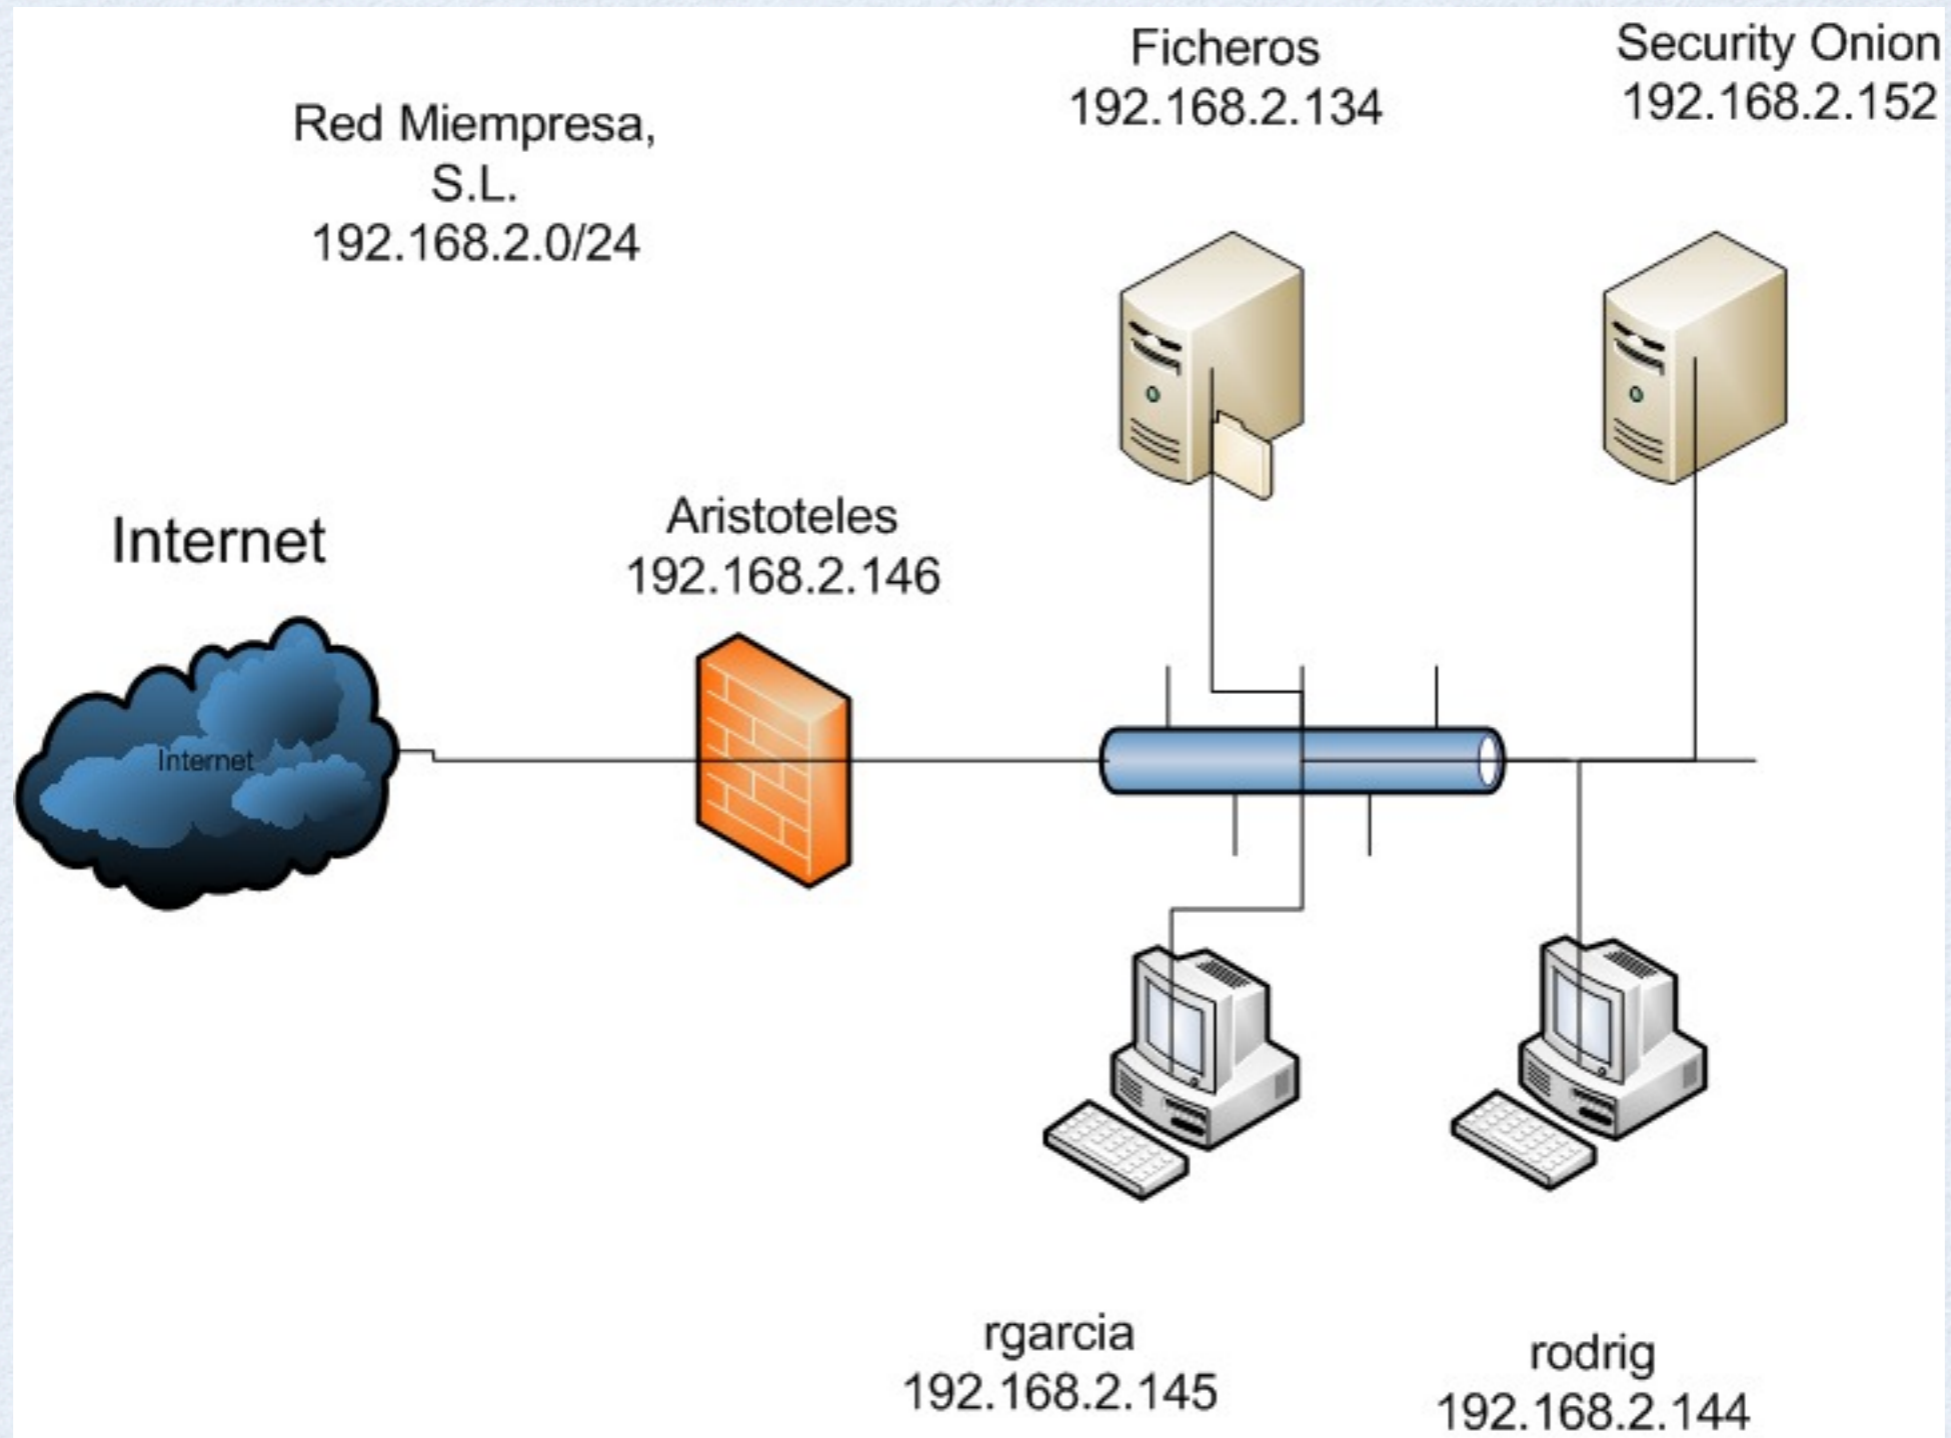 Red Miempresa,
S.L.
192.168.2.0/24
Ficheros
192.168.2.134
Security Onion
192.168.2.152
Internet
Aristoteles
192.168.2.146
Internet
rgarcia
192.168.2.145
rodrig
192.168.2.144